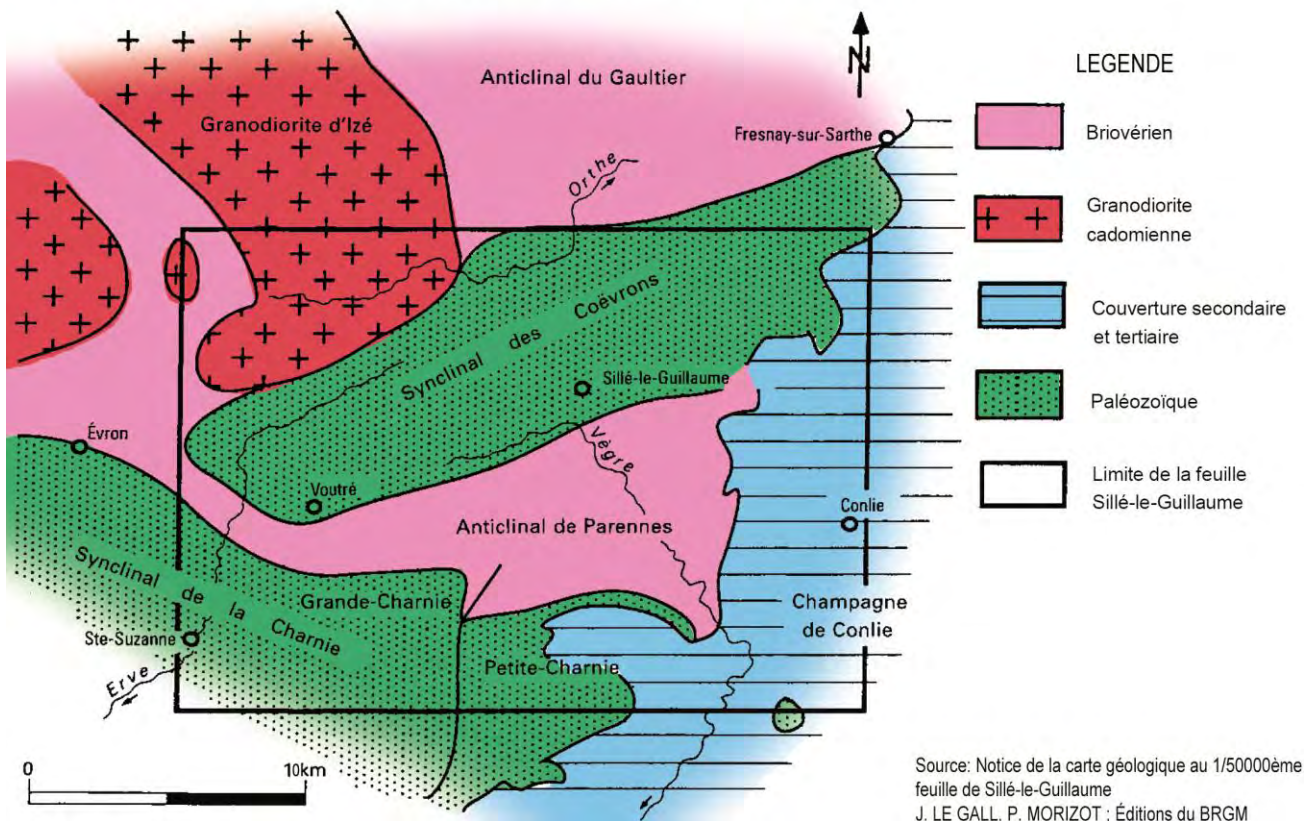 N
Anticlinal du Gaultier
Granodiorite d'Izé
Fresnay-sur-Sarthe
Orthe
Synclinal des Coëvrons
Sillé-le-Guillaume
Évron
Vègre
Voutré
Conlie
Anticlinal de Parennes
Synclinal de la Charnie
Grande-Charnie
Champagne
de Conlie
Ste-Suzanne
Petite-Charnie
Erve
0
10km
LEGENDE
Briovérien
Granodiorite
cadomienne
Couverture secondaire
et tertiaire
Paléozoïque
Limite de la feuille
Sillé-le-Guillaume
Source: Notice de la carte géologique au 1/50000ème
feuille de Sillé-le-Guillaume
J. LE GALL, P. MORIZOT ; Éditions du BRGM